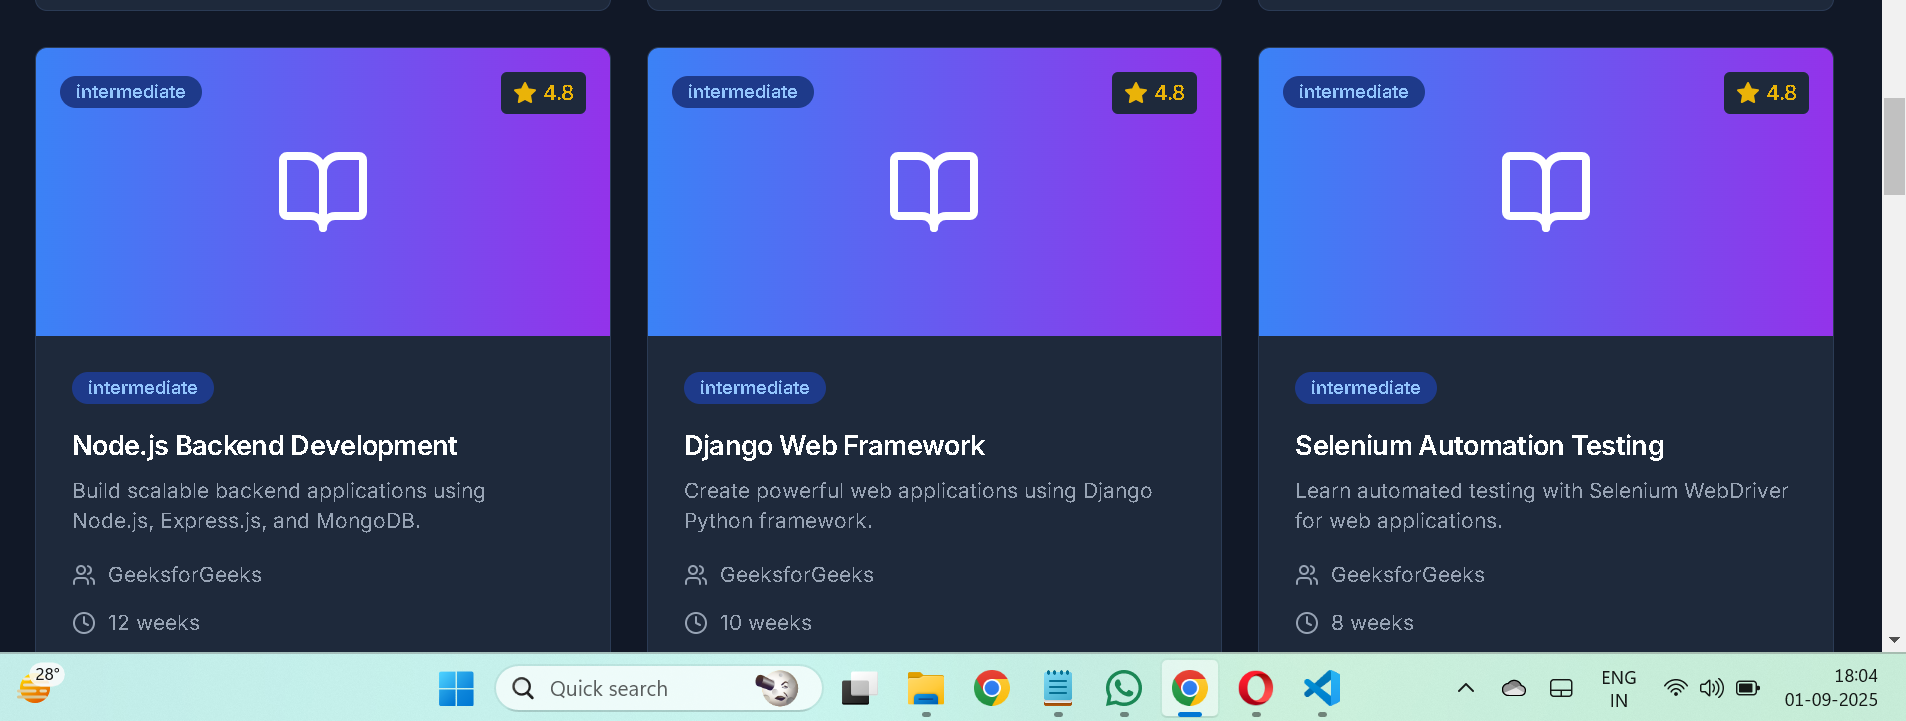 intermediate
4.8
intermediate
Node.js Backend Development
Build scalable backend applications using
Node.js, Express.js, and MongoDB.
GeeksforGeeks
12 weeks
intermediate
4.8
intermediate
Django Web Framework
Create powerful web applications using Django
Python framework.
GeeksforGeeks
10 weeks
intermediate
4.8
intermediate
Selenium Automation Testing
Learn automated testing with Selenium WebDriver
for web applications.
GeeksforGeeks
8 weeks
28°
Quick search
ENG
IN
18:04
01-09-2025